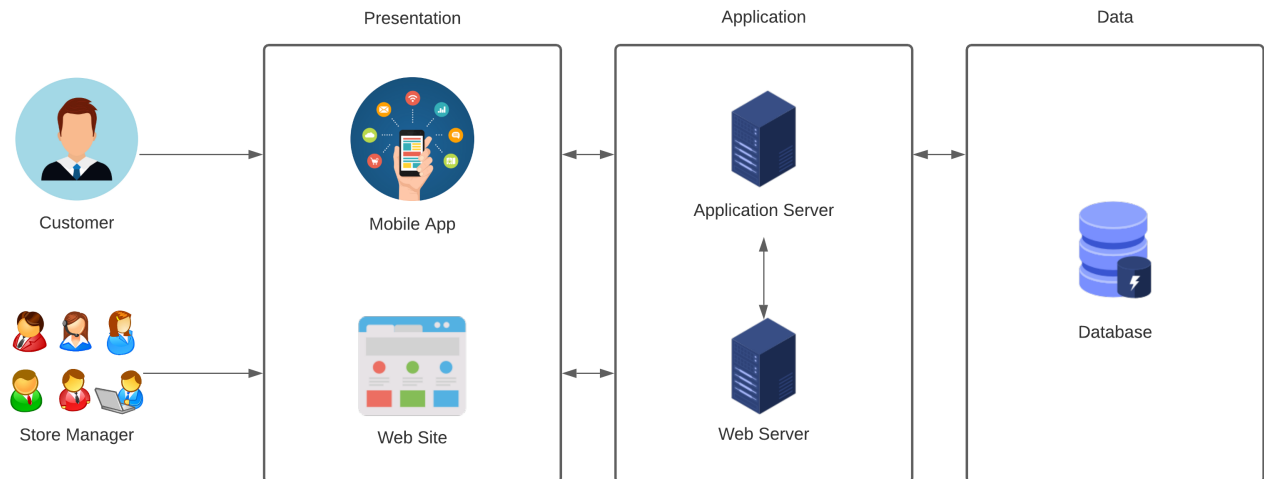 Presentation
Application
Data
Customer
Mobile App
Application Server
Database
Store Manager
Web Site
Web Server